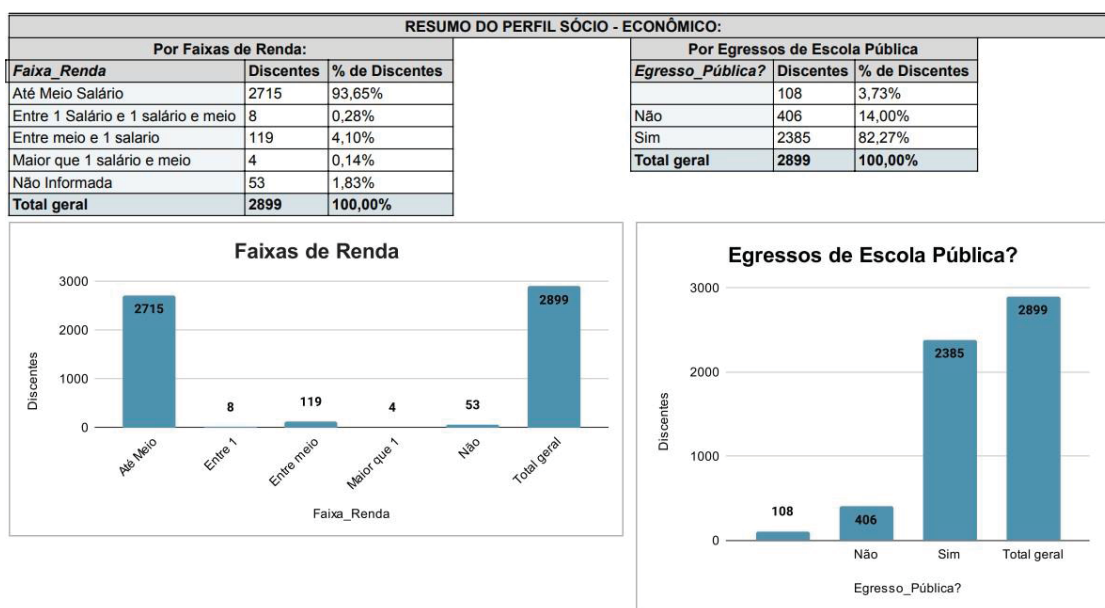 RESUMO DO PERFIL SÓCIO - ECONÔMICO:
Por Faixas de Renda:
Faixa_Renda Discentes % de Discentes
Até Meio Salário 2715 93,65%
Entre 1 Salário e 1 salário e meio 8 0,28%
Entre meio e 1 salario 119 4,10%
Maior que 1 salário e meio 4 0,14%
Não Informada 53 1,83%
Total geral 2899 100,00%
Por Egressos de Escola Pública
Egresso_Pública? Discentes % de Discentes
108 3,73%
Não 406 14,00%
Sim 2385 82,27%
Total geral 2899 100,00%
Faixas de Renda
3000
2000
1000
0
Discentes
2715 8 119 4 53 2899
Até Meio Entre 1 Entre meio Maior que 1 Não Total geral
Faixa_Renda
Egressos de Escola Pública?
3000
2000
1000
0
Discentes
108 406 2385 2899
Não Sim Total geral
Egresso_Pública?